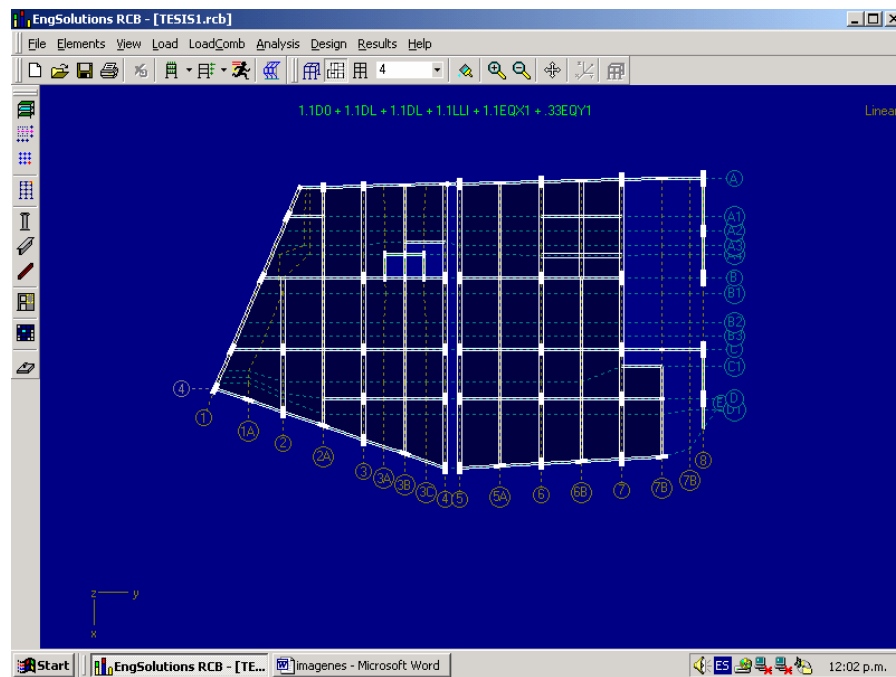 EngSolutions RCB - [TESIS1.rcb]
File Elements View Load LoadComb Analysis Design Results Help
4
1.1D0 + 1.1DL + 1.1DL + 1.1LLI + 1.1EQX1 + .33EQY1
Linear
A
A1
A2
A3
B
B1
B2
B3
C
C1
D
E
D1
4
1
1A
2
2A
3
3A
3B
3C
4
5
5A
6
6B
7
7B
7B
8
z y
x
Start EngSolutions RCB - [TE... imagenes - Microsoft Word ES 12:02 p.m.